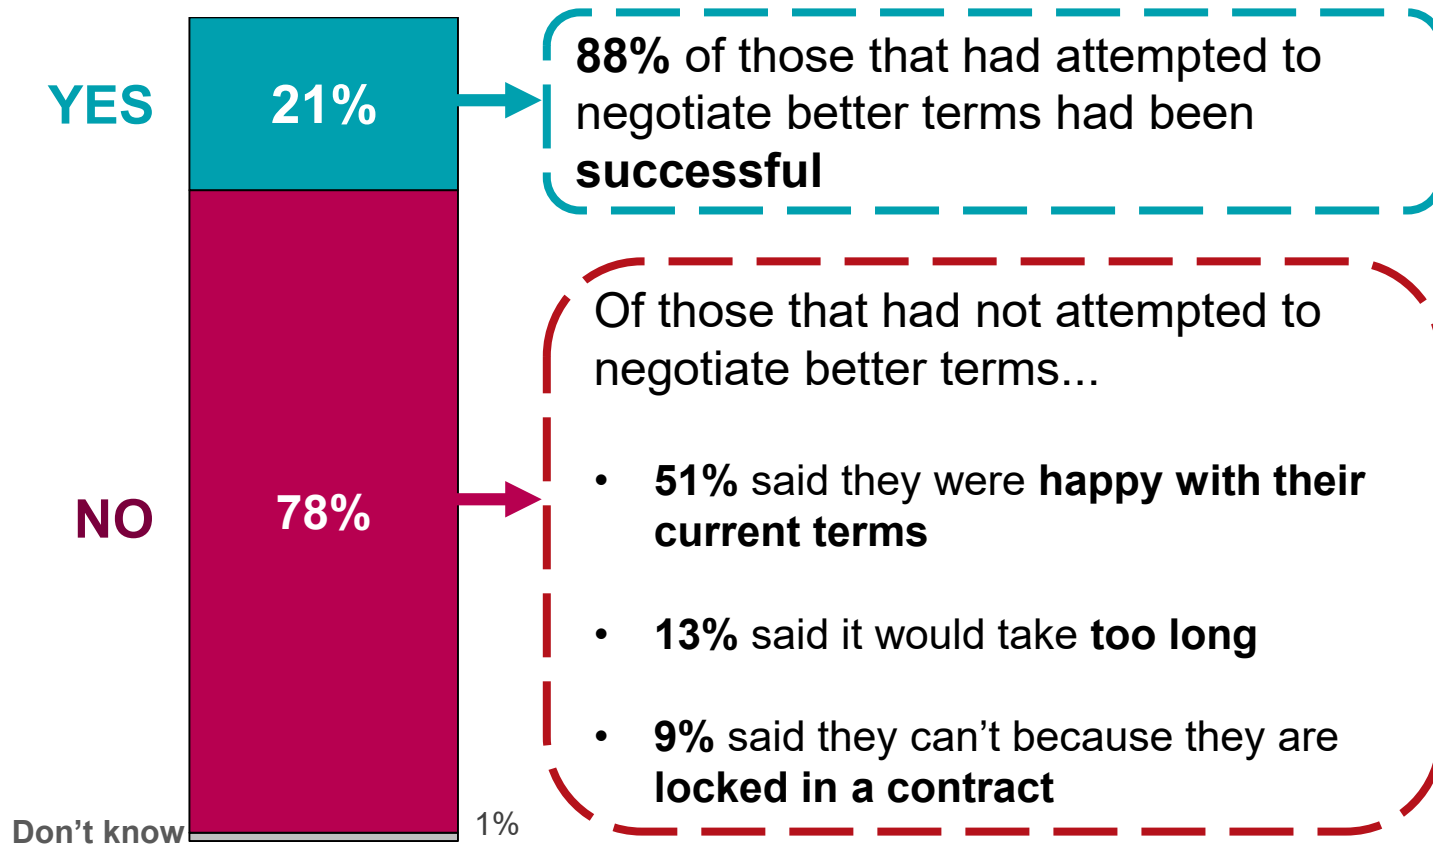 YES
21%
88% of those that had attempted to
negotiate better terms had been
successful
NO
78%
Of those that had not attempted to
negotiate better terms...
• 51% said they were happy with their
current terms
• 13% said it would take too long
• 9% said they can’t because they are
locked in a contract
Don’t know
1%